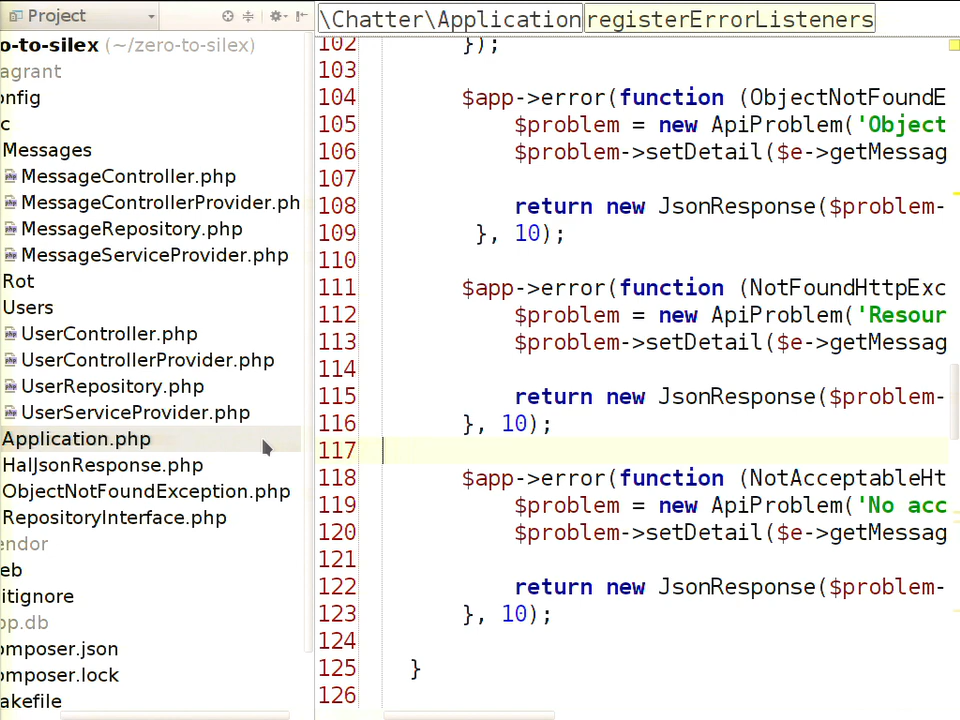 Project
\Chatter\Application registerErrorListeners
o-to-silex (~/zero-to-silex)
agrant
onfig
c
Messages
MessageController.php
MessageControllerProvider.ph
MessageRepository.php
MessageServiceProvider.php
Rot
Users
UserController.php
UserControllerProvider.php
UserRepository.php
UserServiceProvider.php
Application.php
HalJsonResponse.php
ObjectNotFoundException.php
RepositoryInterface.php
endor
eb
itignore
pp.db
omposer.json
omposer.lock
akefile
102 });
103
104 $app->error(function (ObjectNotFoundE
105 $problem = new ApiProblem('Object
106 $problem->setDetail($e->getMessag
107
108 return new JsonResponse($problem-
109 }, 10);
110
111 $app->error(function (NotFoundHttpExc
112 $problem = new ApiProblem('Resour
113 $problem->setDetail($e->getMessag
114
115 return new JsonResponse($problem-
116 }, 10);
117
118 $app->error(function (NotAcceptableHt
119 $problem = new ApiProblem('No acc
120 $problem->setDetail($e->getMessag
121
122 return new JsonResponse($problem-
123 }, 10);
124
125 }
126